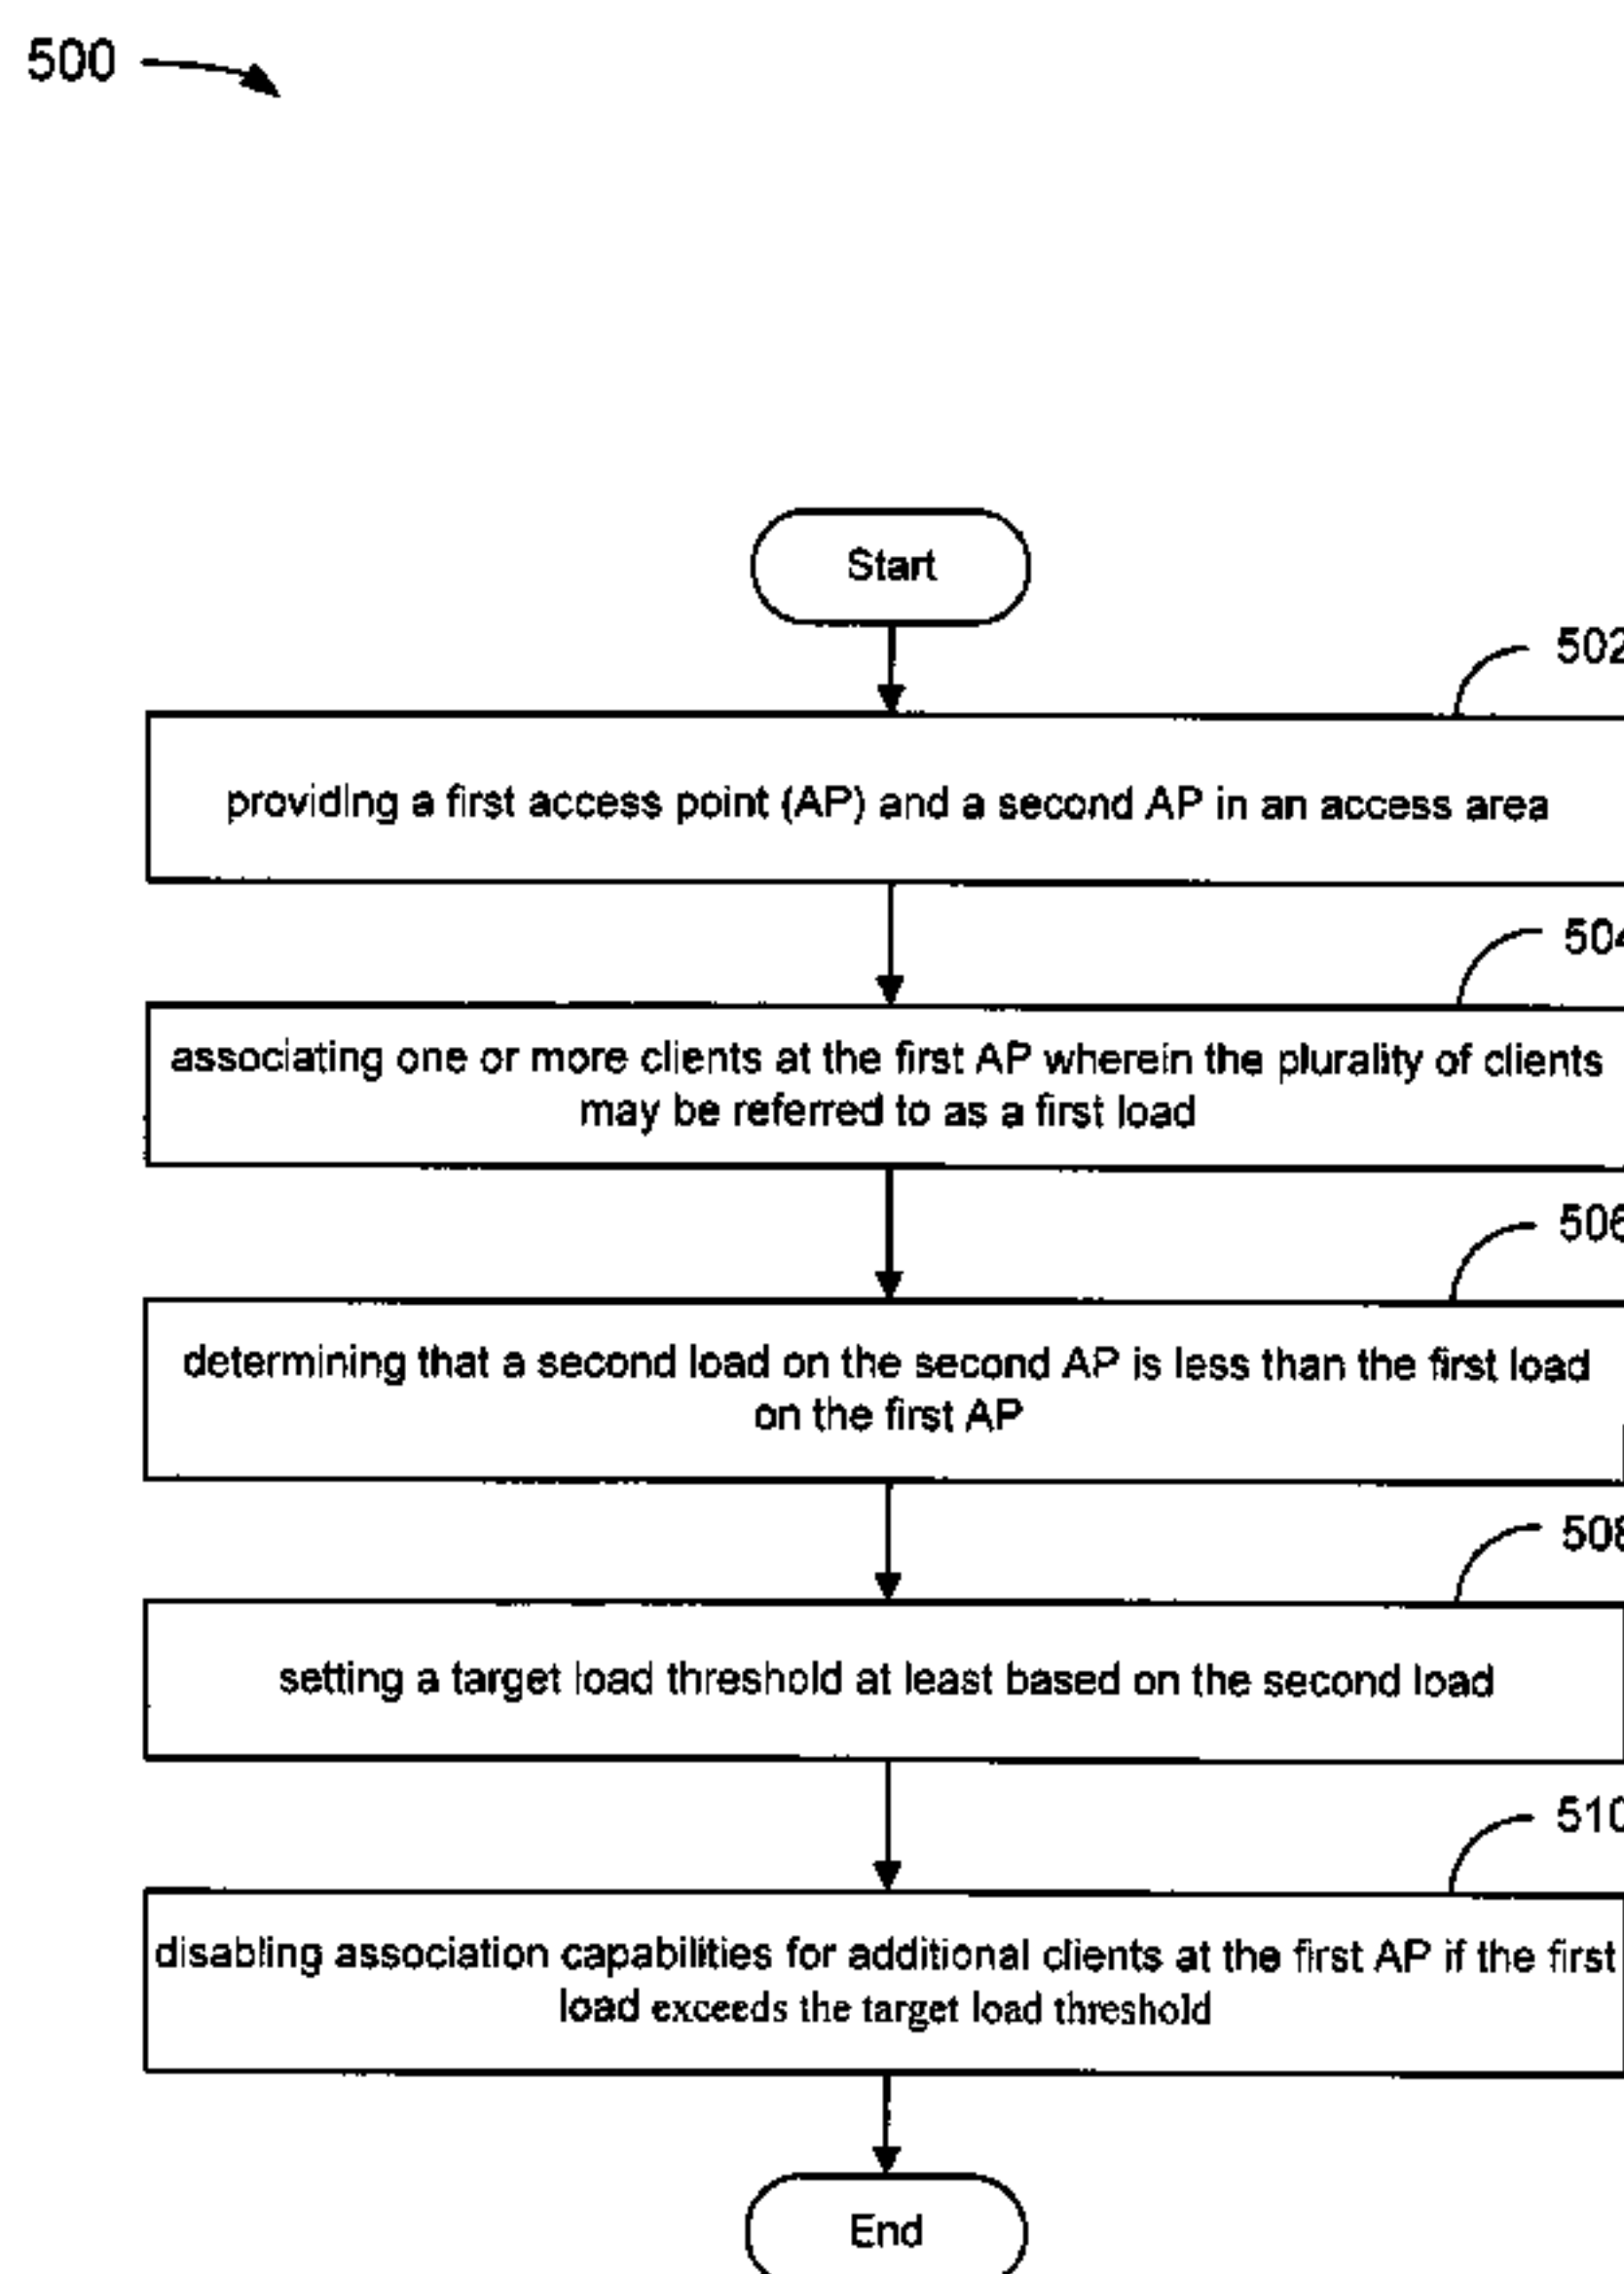 500
Start
502
providing a first access point (AP) and a second AP in an access area
504
associating one or more clients at the first AP wherein the plurality of clients
may be referred to as a first load
506
determining that a second load on the second AP is less than the first load
on the first AP
508
setting a target load threshold at least based on the second load
510
disabling association capabilities for additional clients at the first AP if the first
load exceeds the target load threshold
End